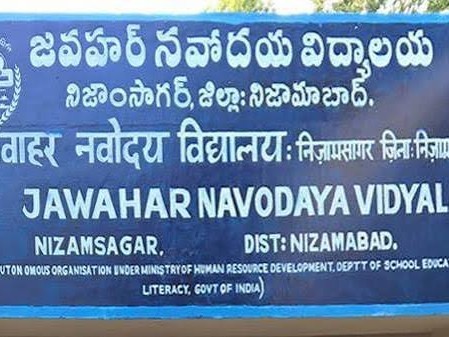 జవహర్ నవోదయ విద్యాలయ
నిజాంసాగర్, జిల్లా: నిజామాబాద్.
वाहर नवोदय विद्यालय: निज़ामसागर जिला: निज़ाम
JAWAHAR NAVODAYA VIDYAL
NIZAMSAGAR, DIST: NIZAMABAD.
UTONOMOUS ORGANISATION UNDER MINISTRY OF HUMAN RESOURCE DEVELOPMENT, DEPTT OF SCHOOL EDUCA
LITERACY, GOVT OF INDIA)